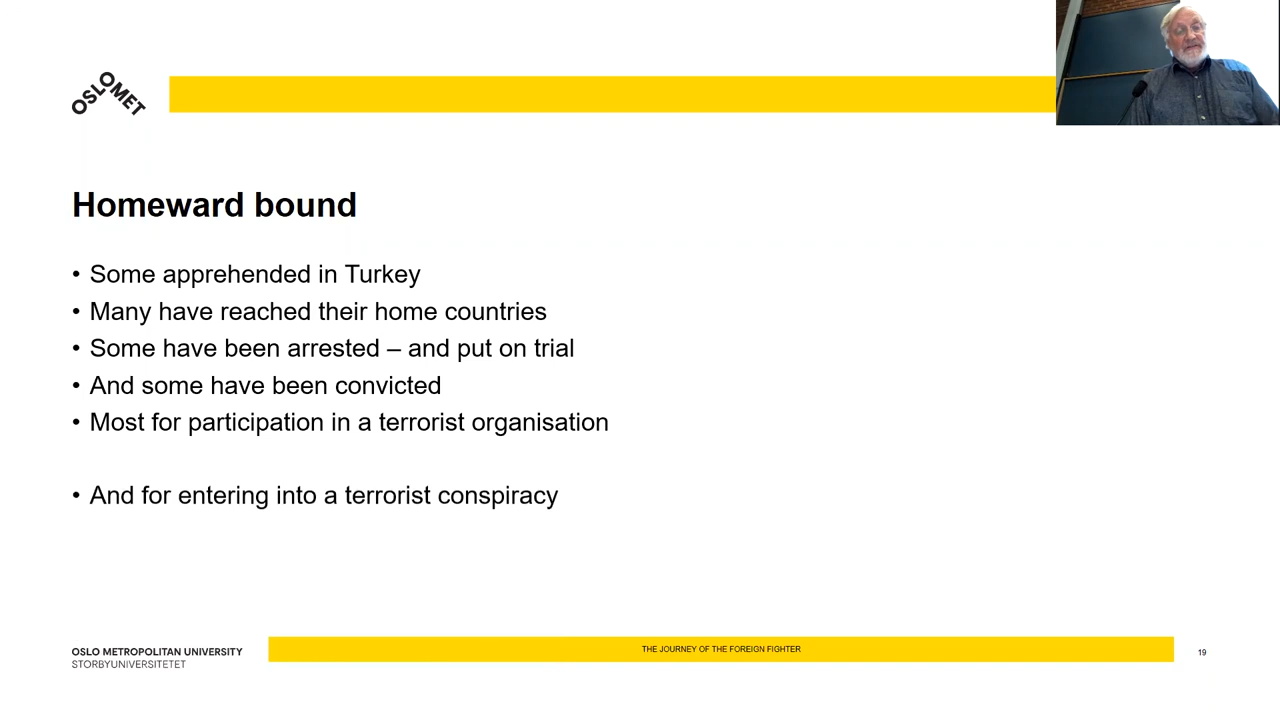 OSLOMET
Homeward bound
• Some apprehended in Turkey
• Many have reached their home countries
• Some have been arrested – and put on trial
• And some have been convicted
• Most for participation in a terrorist organisation
• And for entering into a terrorist conspiracy
OSLO METROPOLITAN UNIVERSITY
STORBYUNIVERSITETET
THE JOURNEY OF THE FOREIGN FIGHTER
19